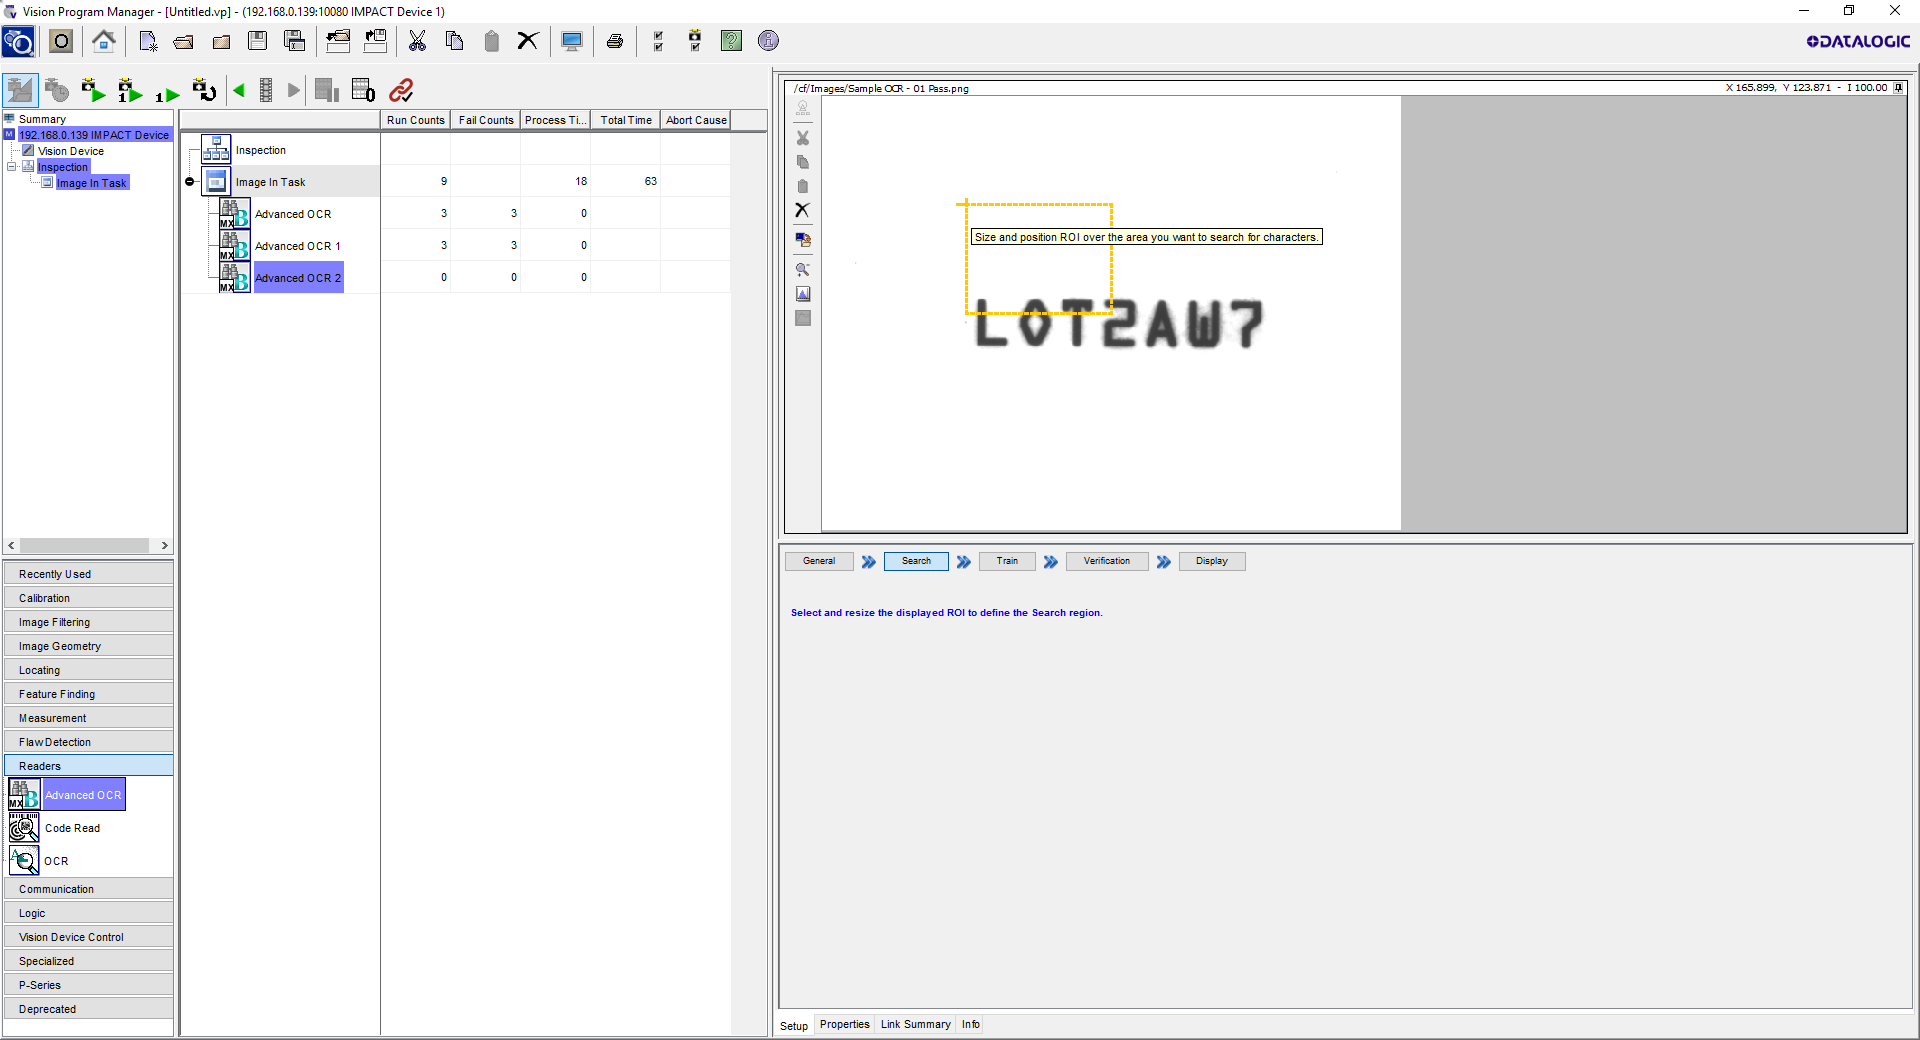 Vision Program Manager - [Untitled.vp] - (192.168.0.139:10080 IMPACT Device 1)
DATALOGIC
Summary
192.168.0.139 IMPACT Device
Vision Device
Inspection
Image In Task
Run Counts Fail Counts Process Ti... Total Time Abort Cause
Inspection
Image In Task 9 18 63
Advanced OCR 3 3 0
Advanced OCR 1 3 3 0
Advanced OCR 2 0 0 0
Recently Used
Calibration
Image Filtering
Image Geometry
Locating
Feature Finding
Measurement
Flaw Detection
Readers
Advanced OCR
Code Read
OCR
Communication
Logic
Vision Device Control
Specialized
P-Series
Deprecated
/cf/Images/Sample OCR - 01 Pass.png X 165.899, Y 123.871 - I 100.00
Size and position ROI over the area you want to search for characters.
LOT2AW7
General Search Train Verification Display
Select and resize the displayed ROI to define the Search region.
Setup Properties Link Summary Info